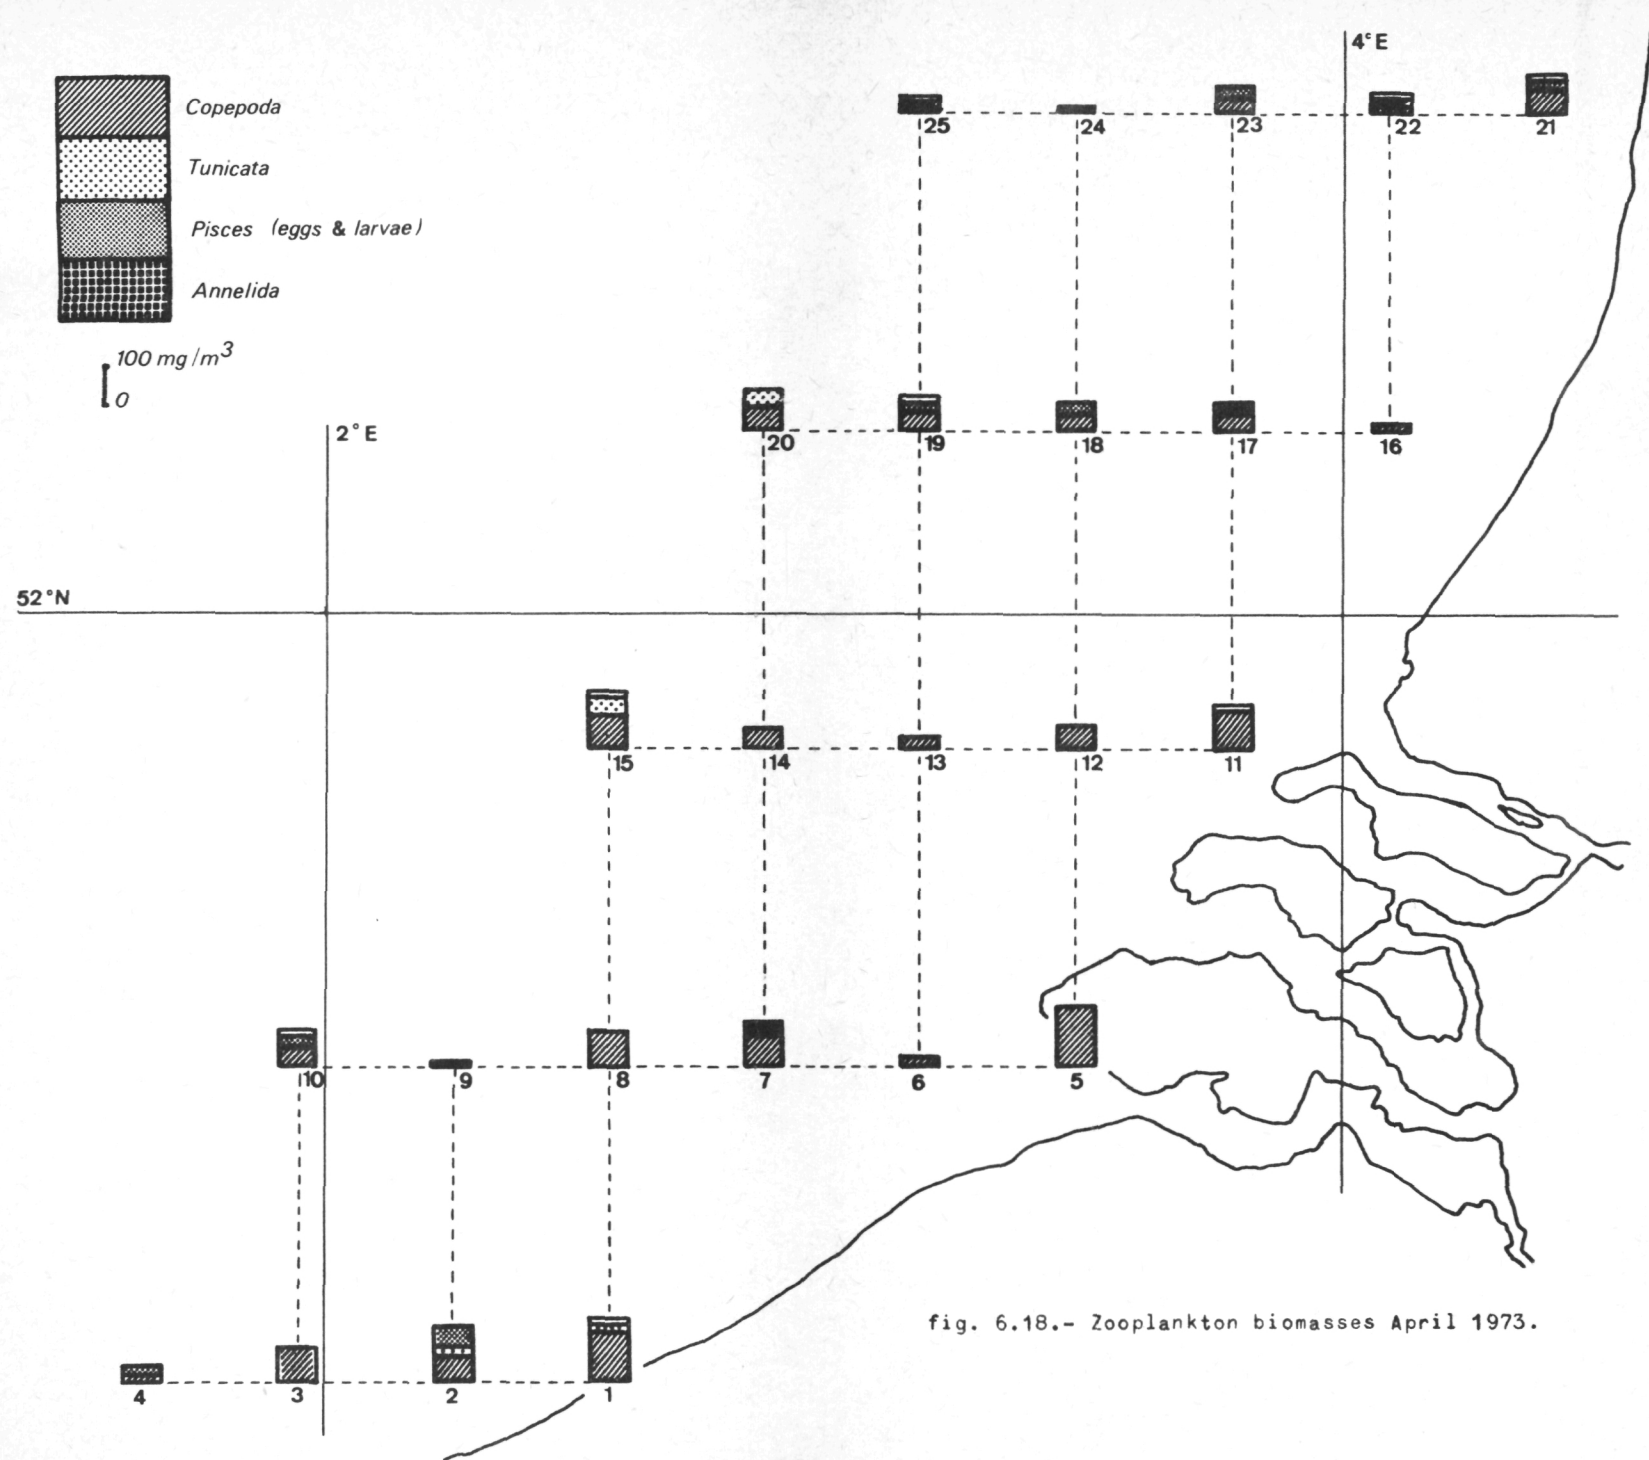 4°E
Copepoda
Tunicata
Pisces (eggs & larvae)
Annelida
100 mg/m³
0
25 24 23 22 21
2°E
20 19 18 17 16
52°N
15 14 13 12 11
10 9 8 7 6 5
fig. 6.18.- Zooplankton biomasses April 1973.
4 3 2 1